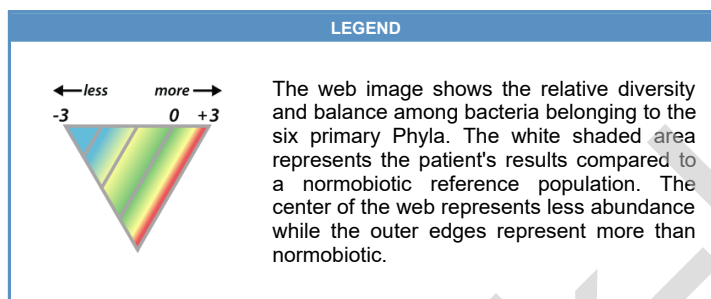 LEGEND
less more
-3 0 +3
The web image shows the relative diversity
and balance among bacteria belonging to the
six primary Phyla. The white shaded area
represents the patient's results compared to
a normobiotic reference population. The
center of the web represents less abundance
while the outer edges represent more than
normobiotic.